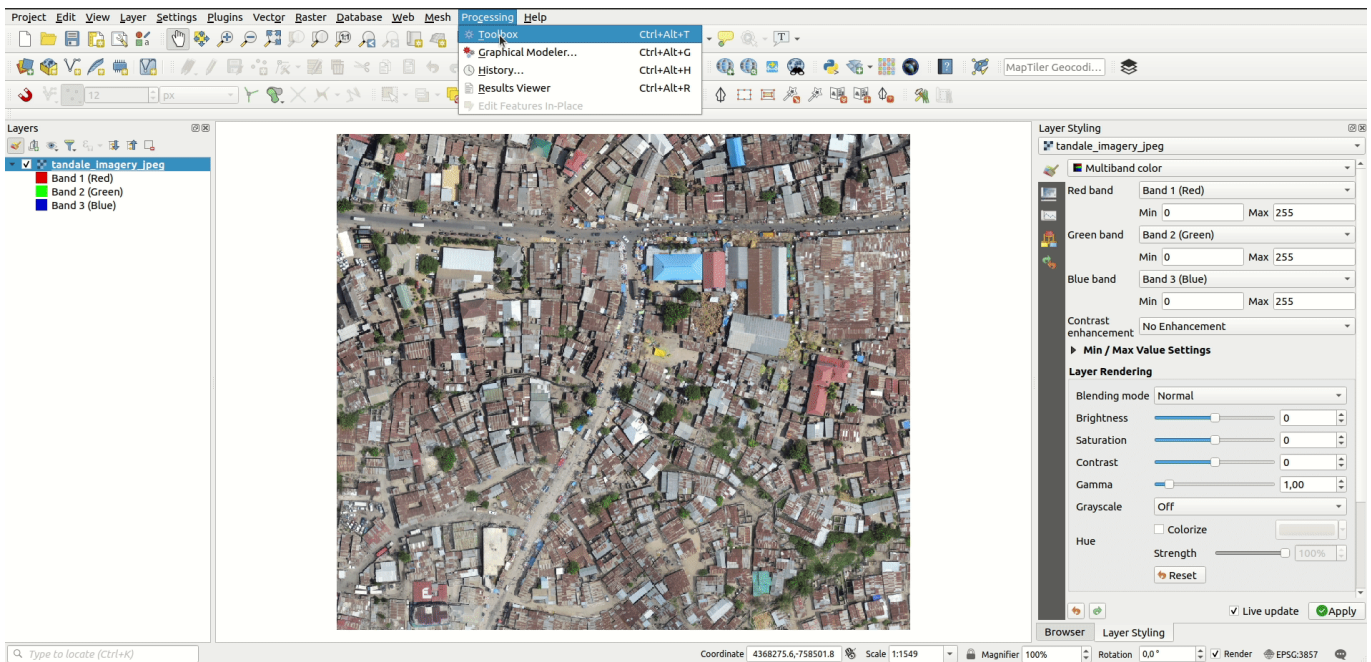 Project Edit View Layer Settings Plugins Vector Raster Database Web Mesh Processing Help
Toolbox Ctrl+Alt+T
Graphical Modeler... Ctrl+Alt+G
History... Ctrl+Alt+H
Results Viewer Ctrl+Alt+R
Edit Features In-Place
MapTiler Geocodi...
12 px
Layers
tandale_imagery_jpeg
Band 1 (Red)
Band 2 (Green)
Band 3 (Blue)
Layer Styling
tandale_imagery_jpeg
Multiband color
Red band Band 1 (Red)
Min 0 Max 255
Green band Band 2 (Green)
Min 0 Max 255
Blue band Band 3 (Blue)
Min 0 Max 255
Contrast
enhancement No Enhancement
Min / Max Value Settings
Layer Rendering
Blending mode Normal
Brightness 0
Saturation 0
Contrast 0
Gamma 1,00
Grayscale Off
Colorize
Hue
Strength 100%
Reset
Live update Apply
Browser Layer Styling
Type to locate (Ctrl+K) Coordinate 4368275.6,-758501.8 Scale 1:1549 Magnifier 100% Rotation 0,0° Render EPSG:3857